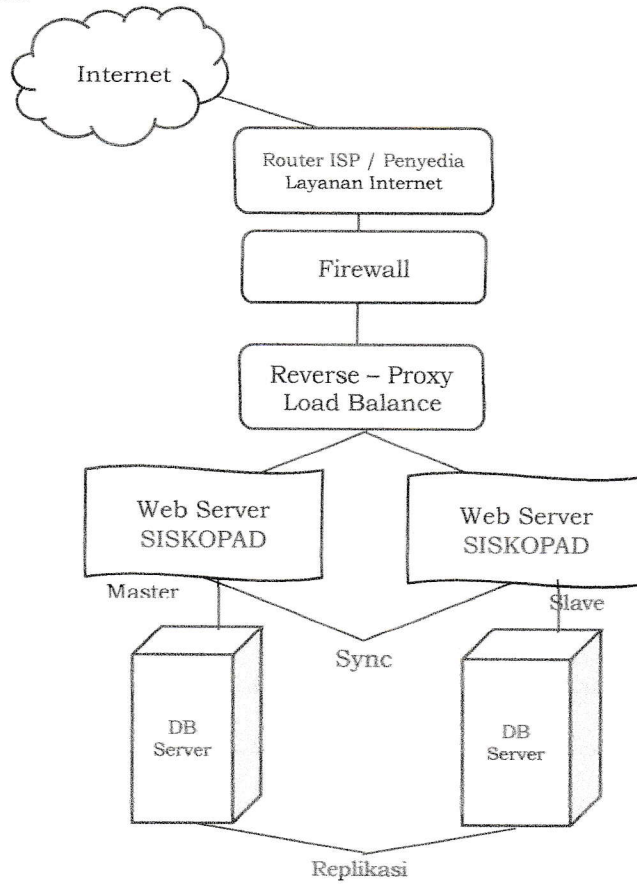 Internet
Router ISP / Penyedia
Layanan Internet
Firewall
Reverse – Proxy
Load Balance
Web Server
SISKOPAD
Web Server
SISKOPAD
Master
Slave
Sync
DB
Server
DB
Server
Replikasi